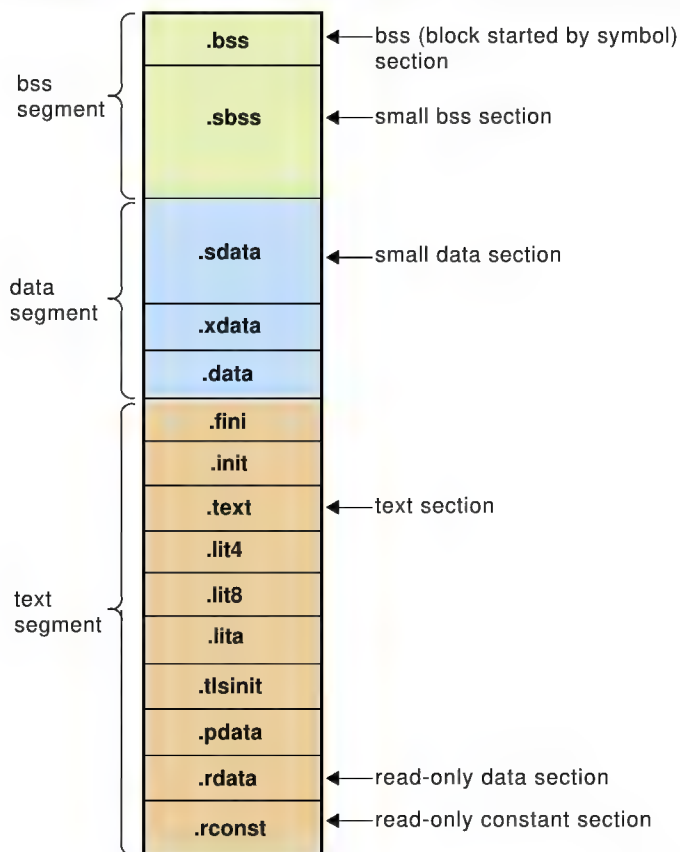 .bss
bss (block started by symbol)
section
bss
segment
.sbss
small bss section
.sdata
small data section
data
segment
.xdata
.data
.fini
.init
.text
text section
.lit4
.lit8
text
segment
.lita
.tlsinit
.pdata
.rdata
read-only data section
.rconst
read-only constant section